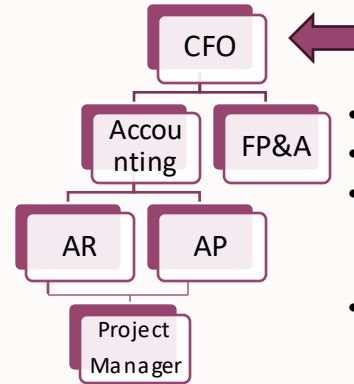 CFO
Accou
nting
FP&A
AR
AP
Project
Manager